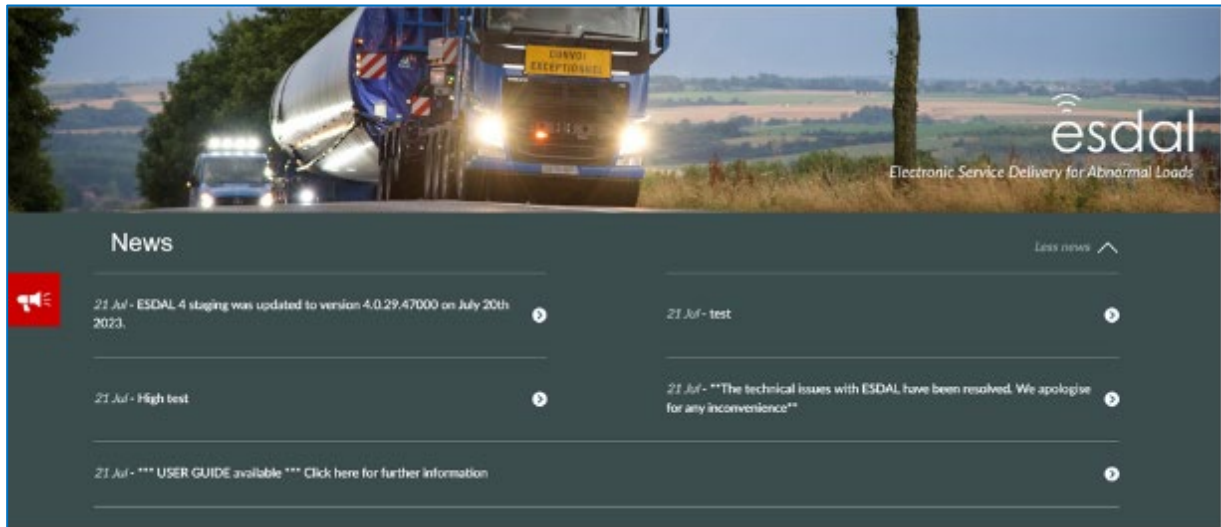 CONVOI
EXCEPTIONNEL
esdal
Electronic Service Delivery for Abnormal Loads
News
Less news
21 Jul - ESDAL 4 staging was updated to version 4.0.29.47000 on July 20th
2023.
21 Jul - test
21 Jul - High test
21 Jul - **The technical issues with ESDAL have been resolved. We apologise
for any inconvenience**
21 Jul - *** USER GUIDE available *** Click here for further information